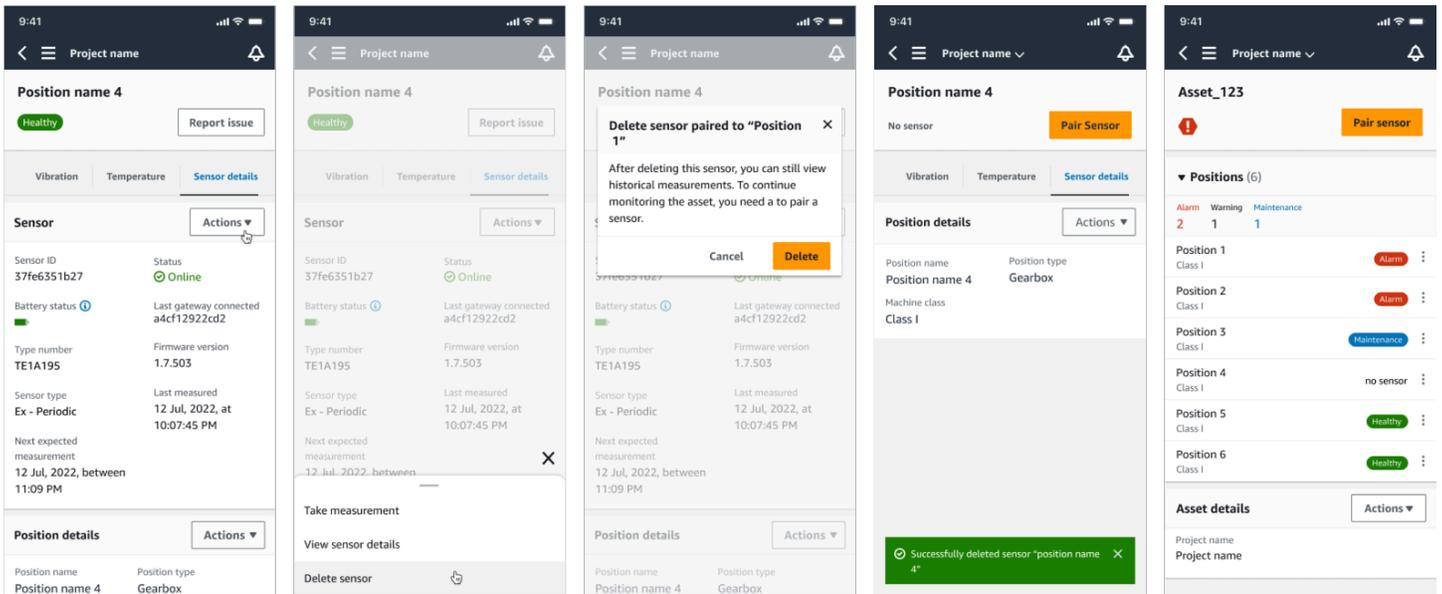 9:41
Project name
Position name 4
Healthy
Report issue
Vibration Temperature Sensor details
Sensor
Actions
Sensor ID
37fe6351b27
Status
Online
Battery status
Last gateway connected
a4cf12922cd2
Type number
TE1A195
Firmware version
1.7.503
Sensor type
Ex - Periodic
Last measured
12 Jul, 2022, at
10:07:45 PM
Next expected
measurement
12 Jul, 2022, between
11:09 PM
Position details
Actions
Position name
Position name 4
Position type
Gearbox
9:41
Project name
Position name 4
Healthy
Report issue
Vibration Temperature Sensor details
Sensor
Actions
Sensor ID
37fe6351b27
Status
Online
Battery status
Last gateway connected
a4cf12922cd2
Type number
TE1A195
Firmware version
1.7.503
Sensor type
Ex - Periodic
Last measured
12 Jul, 2022, at
10:07:45 PM
Next expected
measurement
12 Jul, 2022, between
Take measurement
View sensor details
Delete sensor
9:41
Project name
Position name 4
Delete sensor paired to “Position
1”
After deleting this sensor, you can still view
historical measurements. To continue
monitoring the asset, you need a to pair a
sensor.
Cancel
Delete
37fe6351b27
Online
Battery status
Last gateway connected
a4cf12922cd2
Type number
TE1A195
Firmware version
1.7.503
Sensor type
Ex - Periodic
Last measured
12 Jul, 2022, at
10:07:45 PM
Next expected
measurement
12 Jul, 2022, between
11:09 PM
Position details
Actions
Position name
Position name 4
Position type
Gearbox
9:41
Project name
Position name 4
No sensor
Pair Sensor
Vibration Temperature Sensor details
Position details
Actions
Position name
Position name 4
Position type
Gearbox
Machine class
Class I
Successfully deleted sensor “position name
4”
9:41
Project name
Asset_123
Pair sensor
Positions (6)
Alarm Warning Maintenance
2 1 1
Position 1
Class I
Alarm
Position 2
Class I
Alarm
Position 3
Class I
Maintenance
Position 4
Class I
no sensor
Position 5
Class I
Healthy
Position 6
Class I
Healthy
Asset details
Actions
Project name
Project name